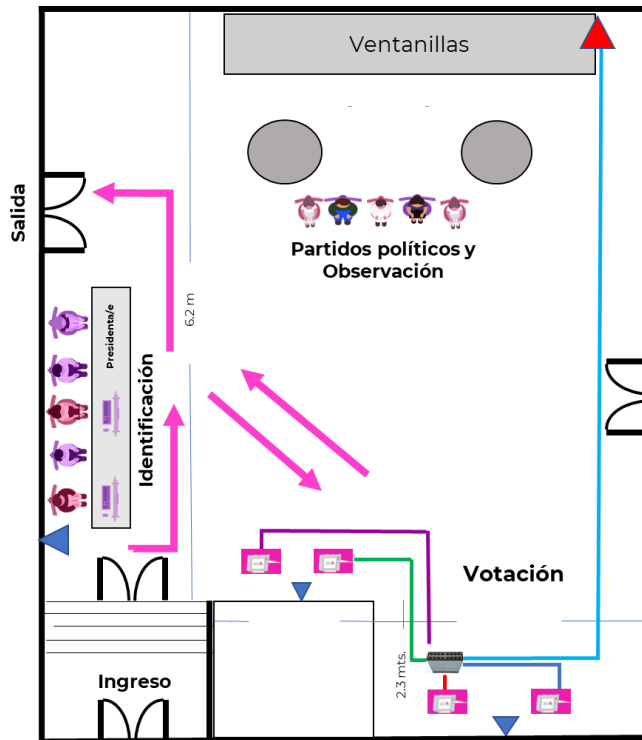 Ventanillas
Salida
Partidos políticos y
Observación
6.2 m
Presidenta/e
Identificación
Votación
2.3 mts.
Ingreso